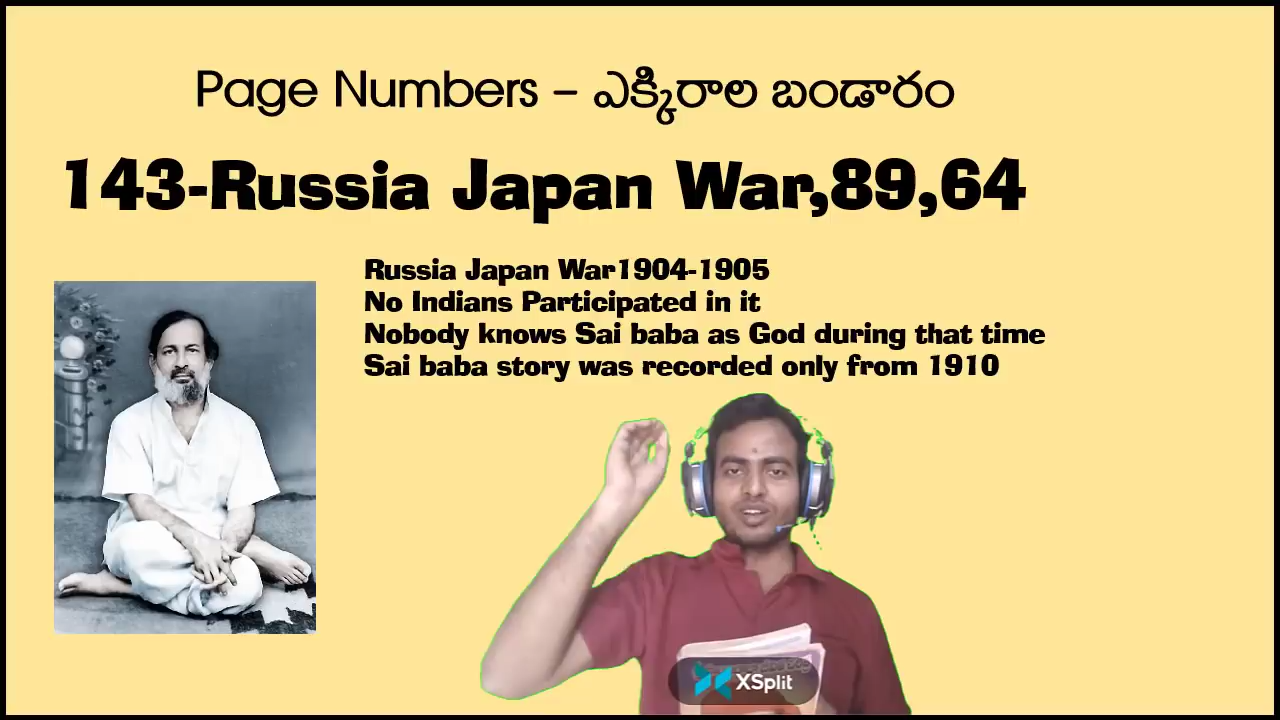 Page Numbers – ఎక్కిరాల బండారం
143-Russia Japan War,89,64
Russia Japan War1904-1905
No Indians Participated in it
Nobody knows Sai baba as God during that time
Sai baba story was recorded only from 1910
XSplit